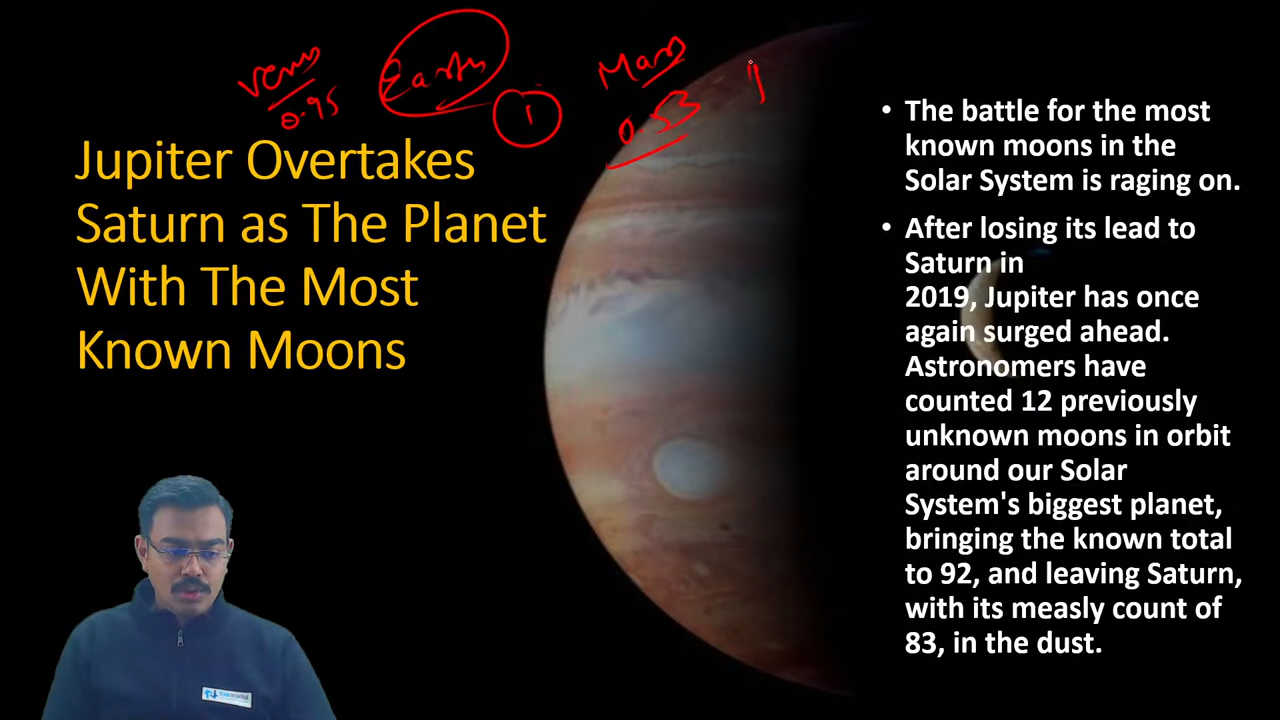 Venus
0.95
Earth
1
Mars
0.53
Jupiter Overtakes
Saturn as The Planet
With The Most
Known Moons
• The battle for the most
known moons in the
Solar System is raging on.
• After losing its lead to
Saturn in
2019, Jupiter has once
again surged ahead.
Astronomers have
counted 12 previously
unknown moons in orbit
around our Solar
System's biggest planet,
bringing the known total
to 92, and leaving Saturn,
with its measly count of
83, in the dust.